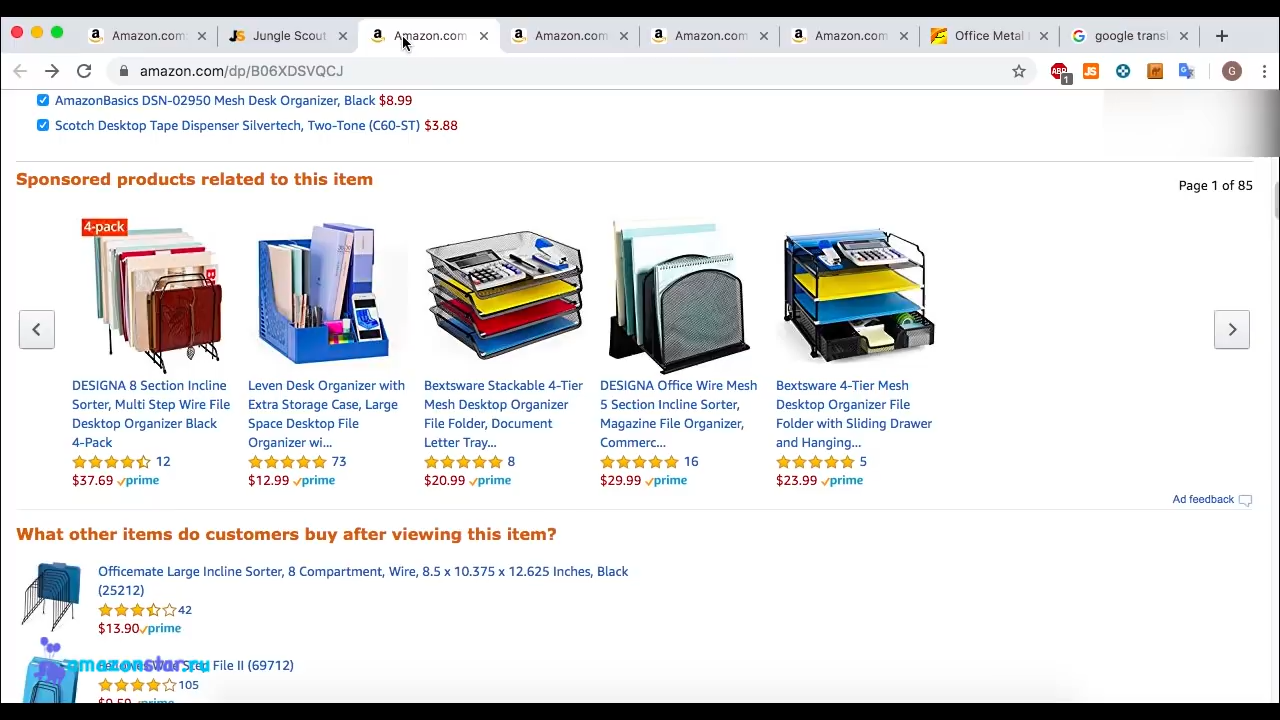 Amazon.com:
Jungle Scout
Amazon.com
Amazon.com
Amazon.com
Amazon.com
Office Metal
google transl
amazon.com/dp/B06XDSVQCJ
ABP
1
JS
G
AmazonBasics DSN-02950 Mesh Desk Organizer, Black $8.99
Scotch Desktop Tape Dispenser Silvertech, Two-Tone (C60-ST) $3.88
Sponsored products related to this item
Page 1 of 85
4-pack
DESIGNA 8 Section Incline
Sorter, Multi Step Wire File
Desktop Organizer Black
4-Pack
12
$37.69 prime
Leven Desk Organizer with
Extra Storage Case, Large
Space Desktop File
Organizer wi...
73
$12.99 prime
Bextsware Stackable 4-Tier
Mesh Desktop Organizer
File Folder, Document
Letter Tray...
8
$20.99 prime
DESIGNA Office Wire Mesh
5 Section Incline Sorter,
Magazine File Organizer,
Commerc...
16
$29.99 prime
Bextsware 4-Tier Mesh
Desktop Organizer File
Folder with Sliding Drawer
and Hanging...
5
$23.99 prime
Ad feedback
What other items do customers buy after viewing this item?
Officemate Large Incline Sorter, 8 Compartment, Wire, 8.5 x 10.375 x 12.625 Inches, Black
(25212)
42
$13.90 prime
amazonstar.ru
File II (69712)
105